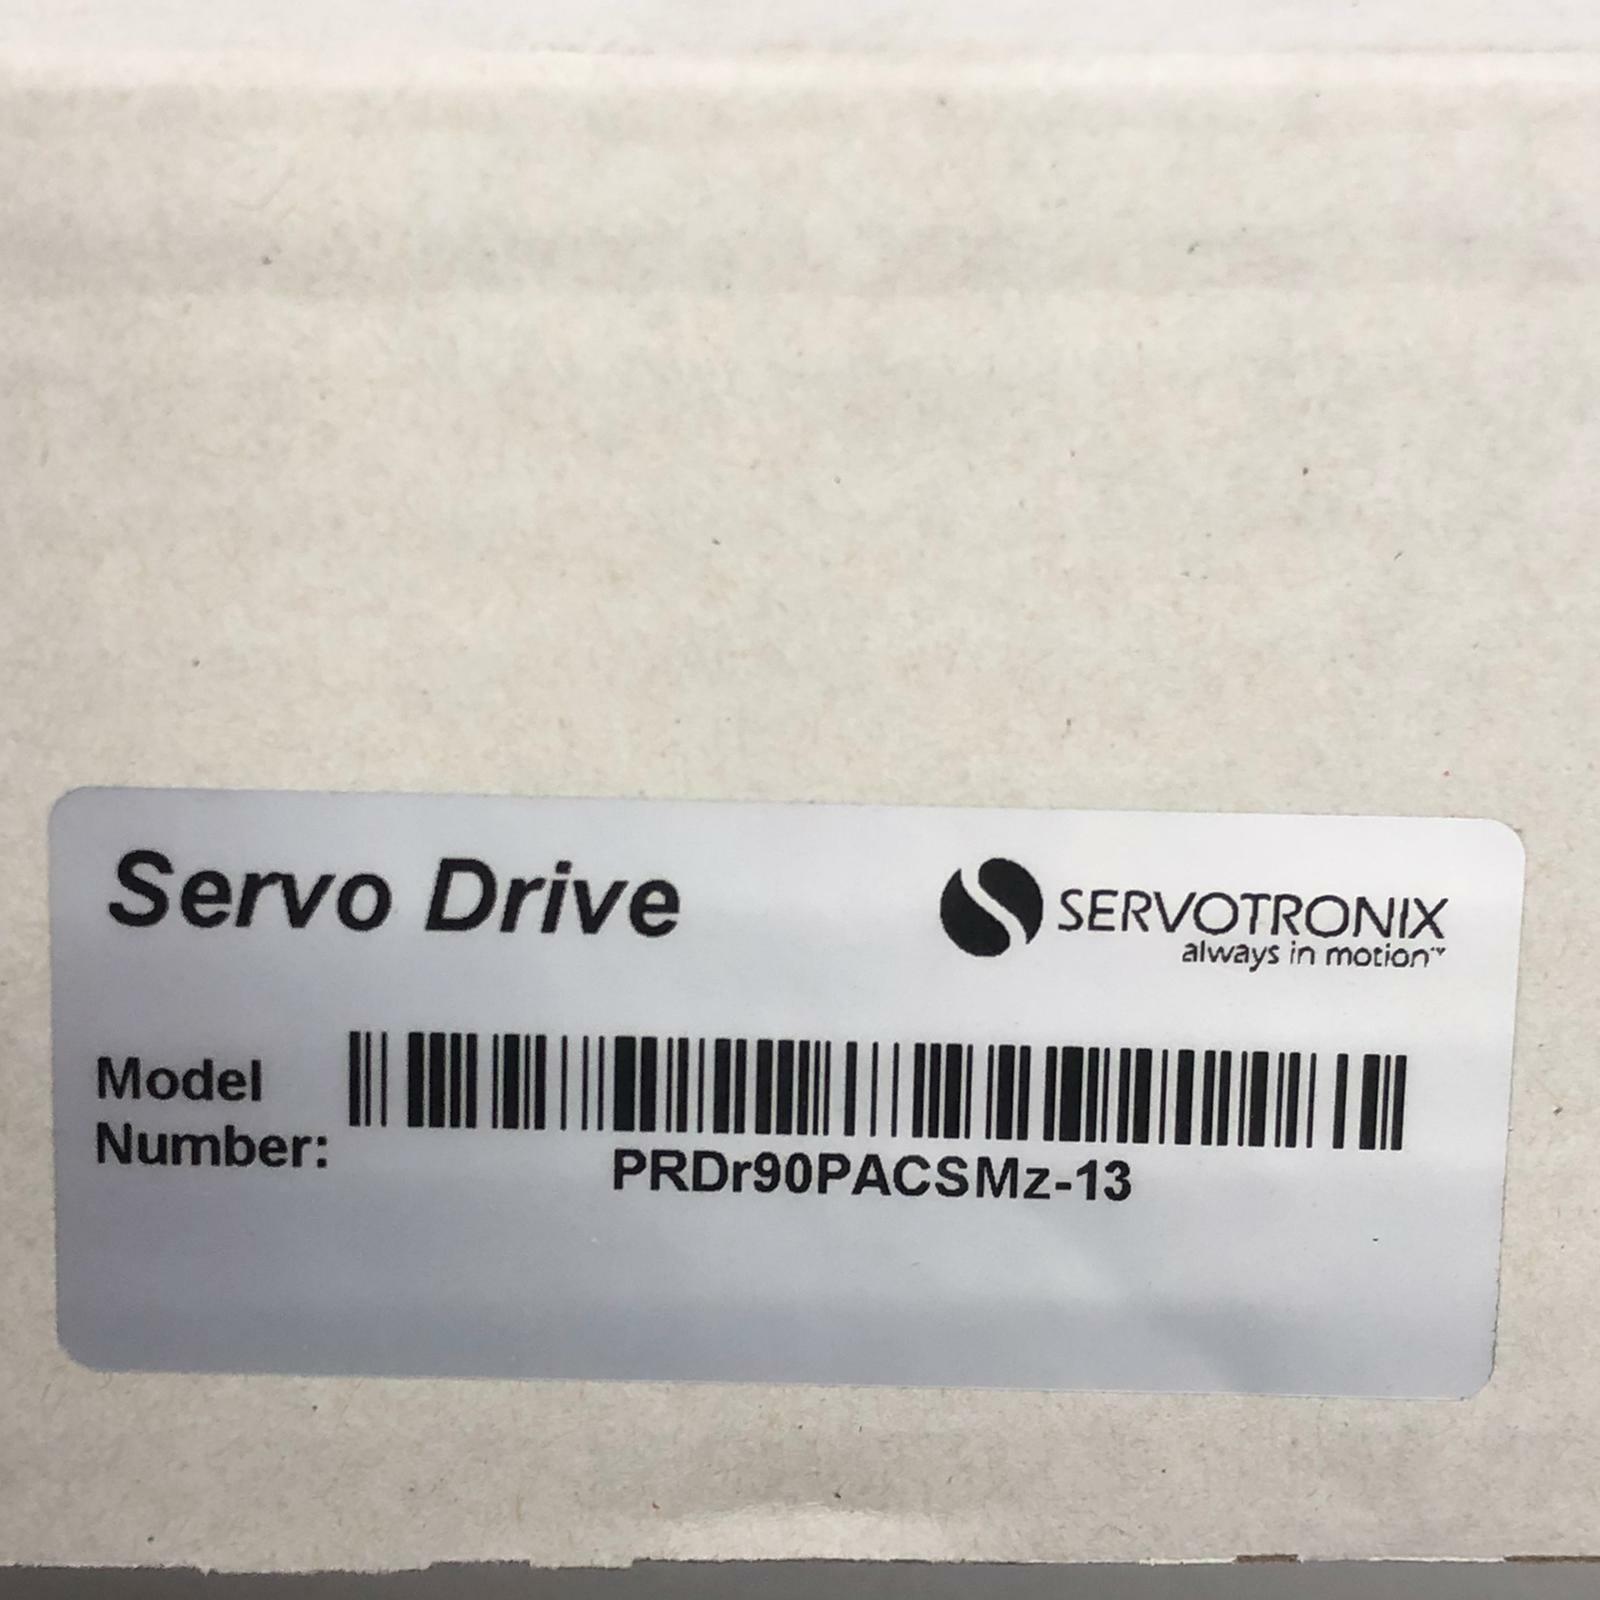 Servo Drive
SERVOTRONIX
always in motion™
Model
Number:
PRDr90PACSMz-13